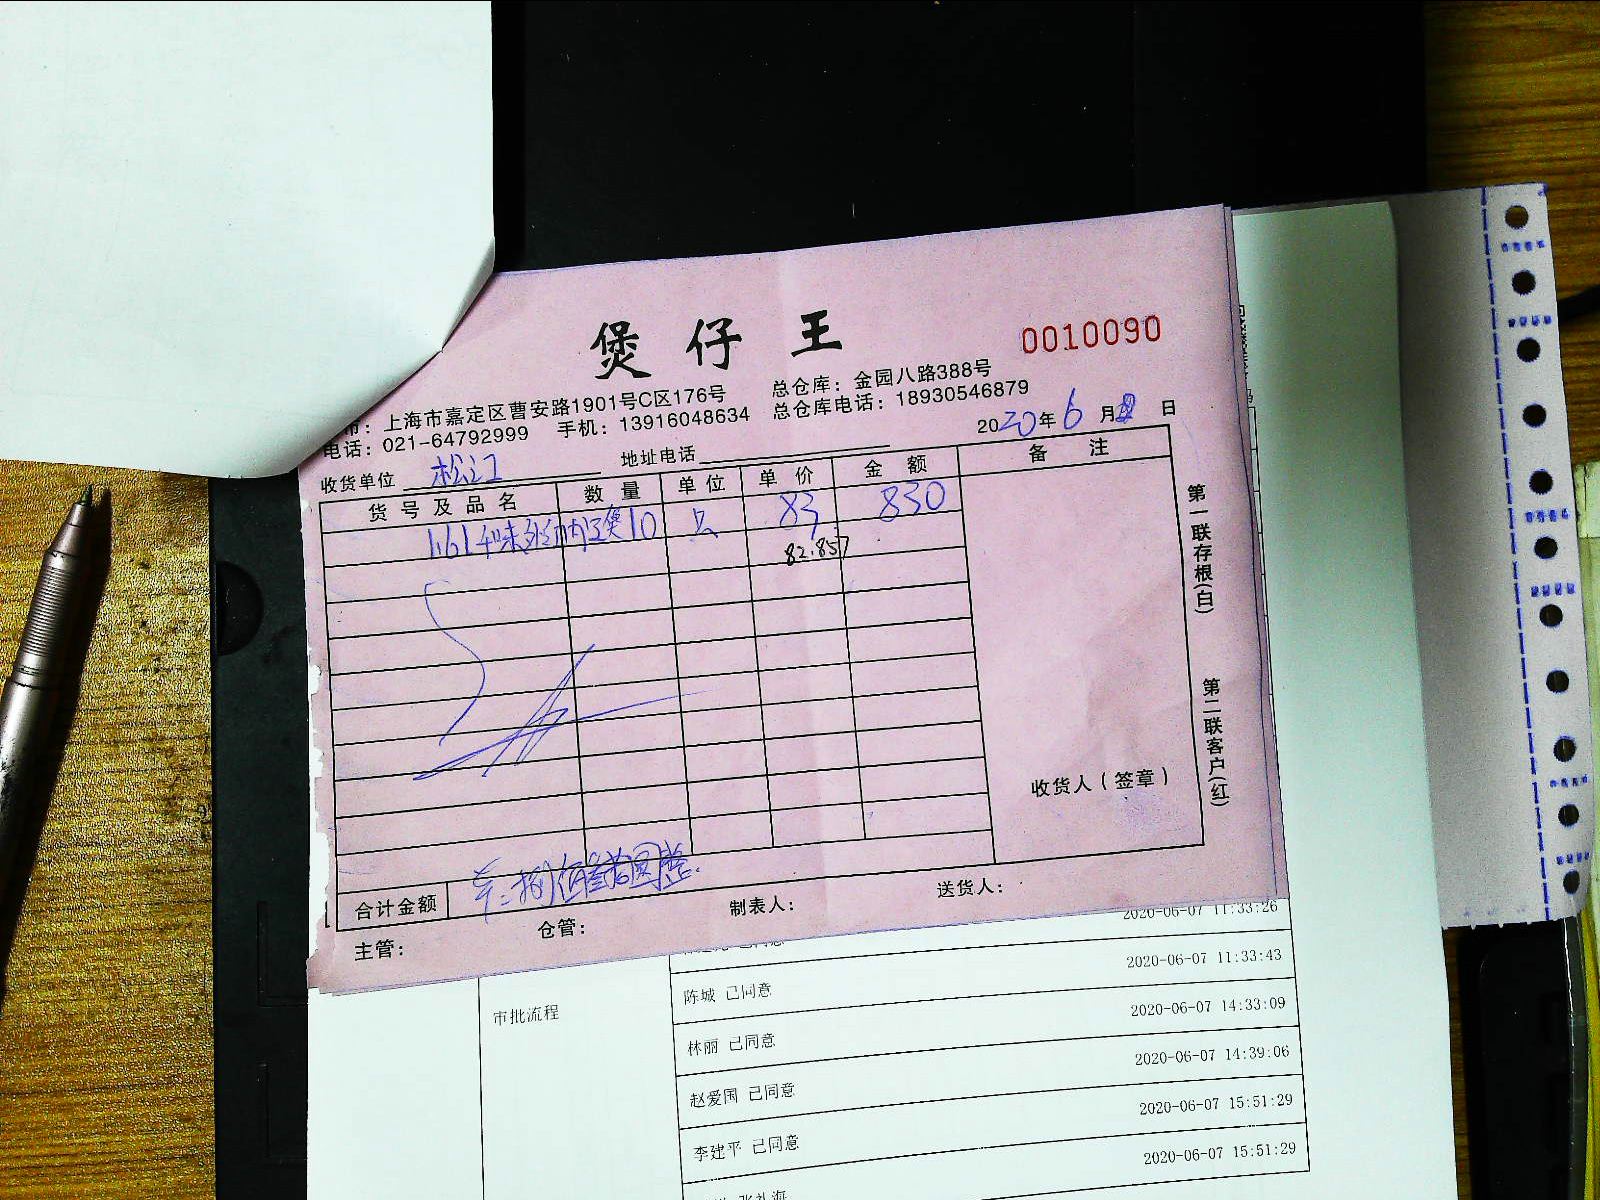 煲仔王
0010090
市：上海市嘉定区曹安路1901号C区176号 总仓库：金园八路388号
电话：021-64792999 手机：13916048634 总仓库电话：18930546879
2020年6月 日
收货单位 松江 地址电话
货号及品名 数量 单位 单价 金额 备注
10 只 83 830
82.857
第一联存根(白)
第二联客户(红)
收货人(签章)
合计金额 捌佰叁拾圆整
主管： 仓管： 制表人： 送货人：
2020-06-07 11:33:26
审批流程
陈城 已同意 2020-06-07 11:33:43
林丽 已同意 2020-06-07 14:33:09
赵爱国 已同意 2020-06-07 14:39:06
李建平 已同意 2020-06-07 15:51:29
2020-06-07 15:51:29